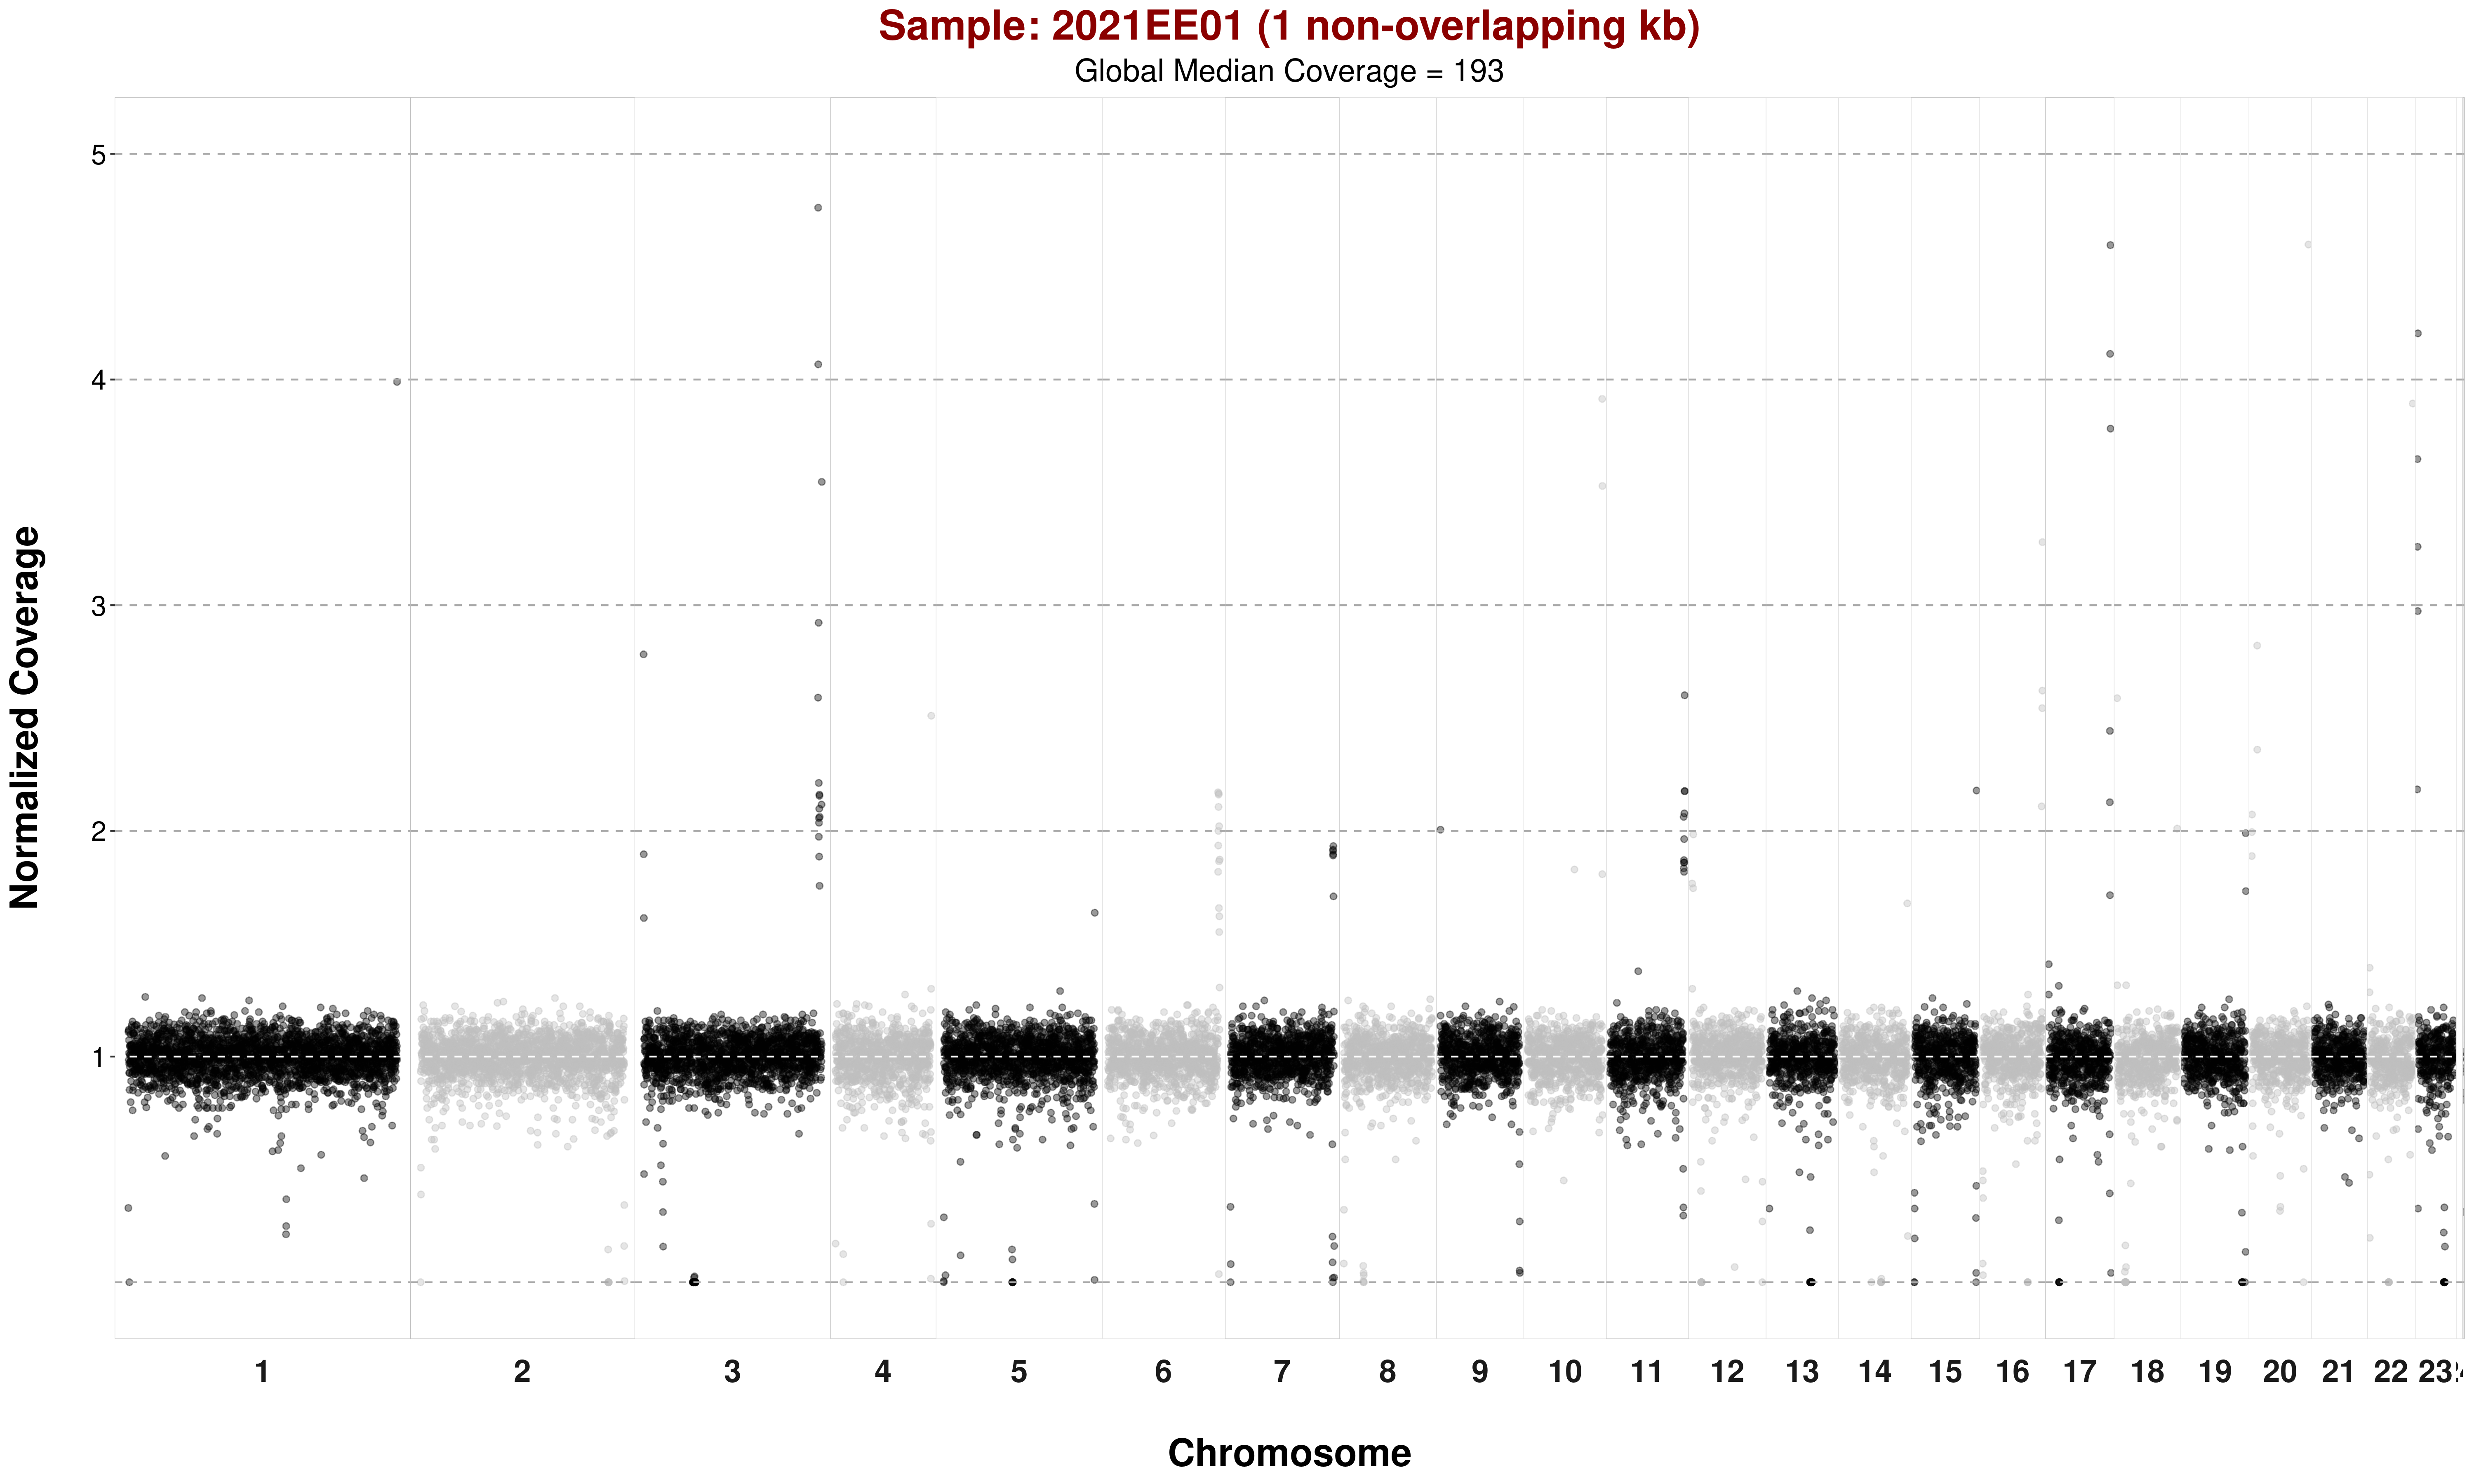 Sample: 2021EE01 (1 non-overlapping kb)
Global Median Coverage = 193
Normalized Coverage
5
4
3
2
1
1 2 3 4 5 6 7 8 9 10 11 12 13 14 15 16 17 18 19 20 21 22 23
Chromosome